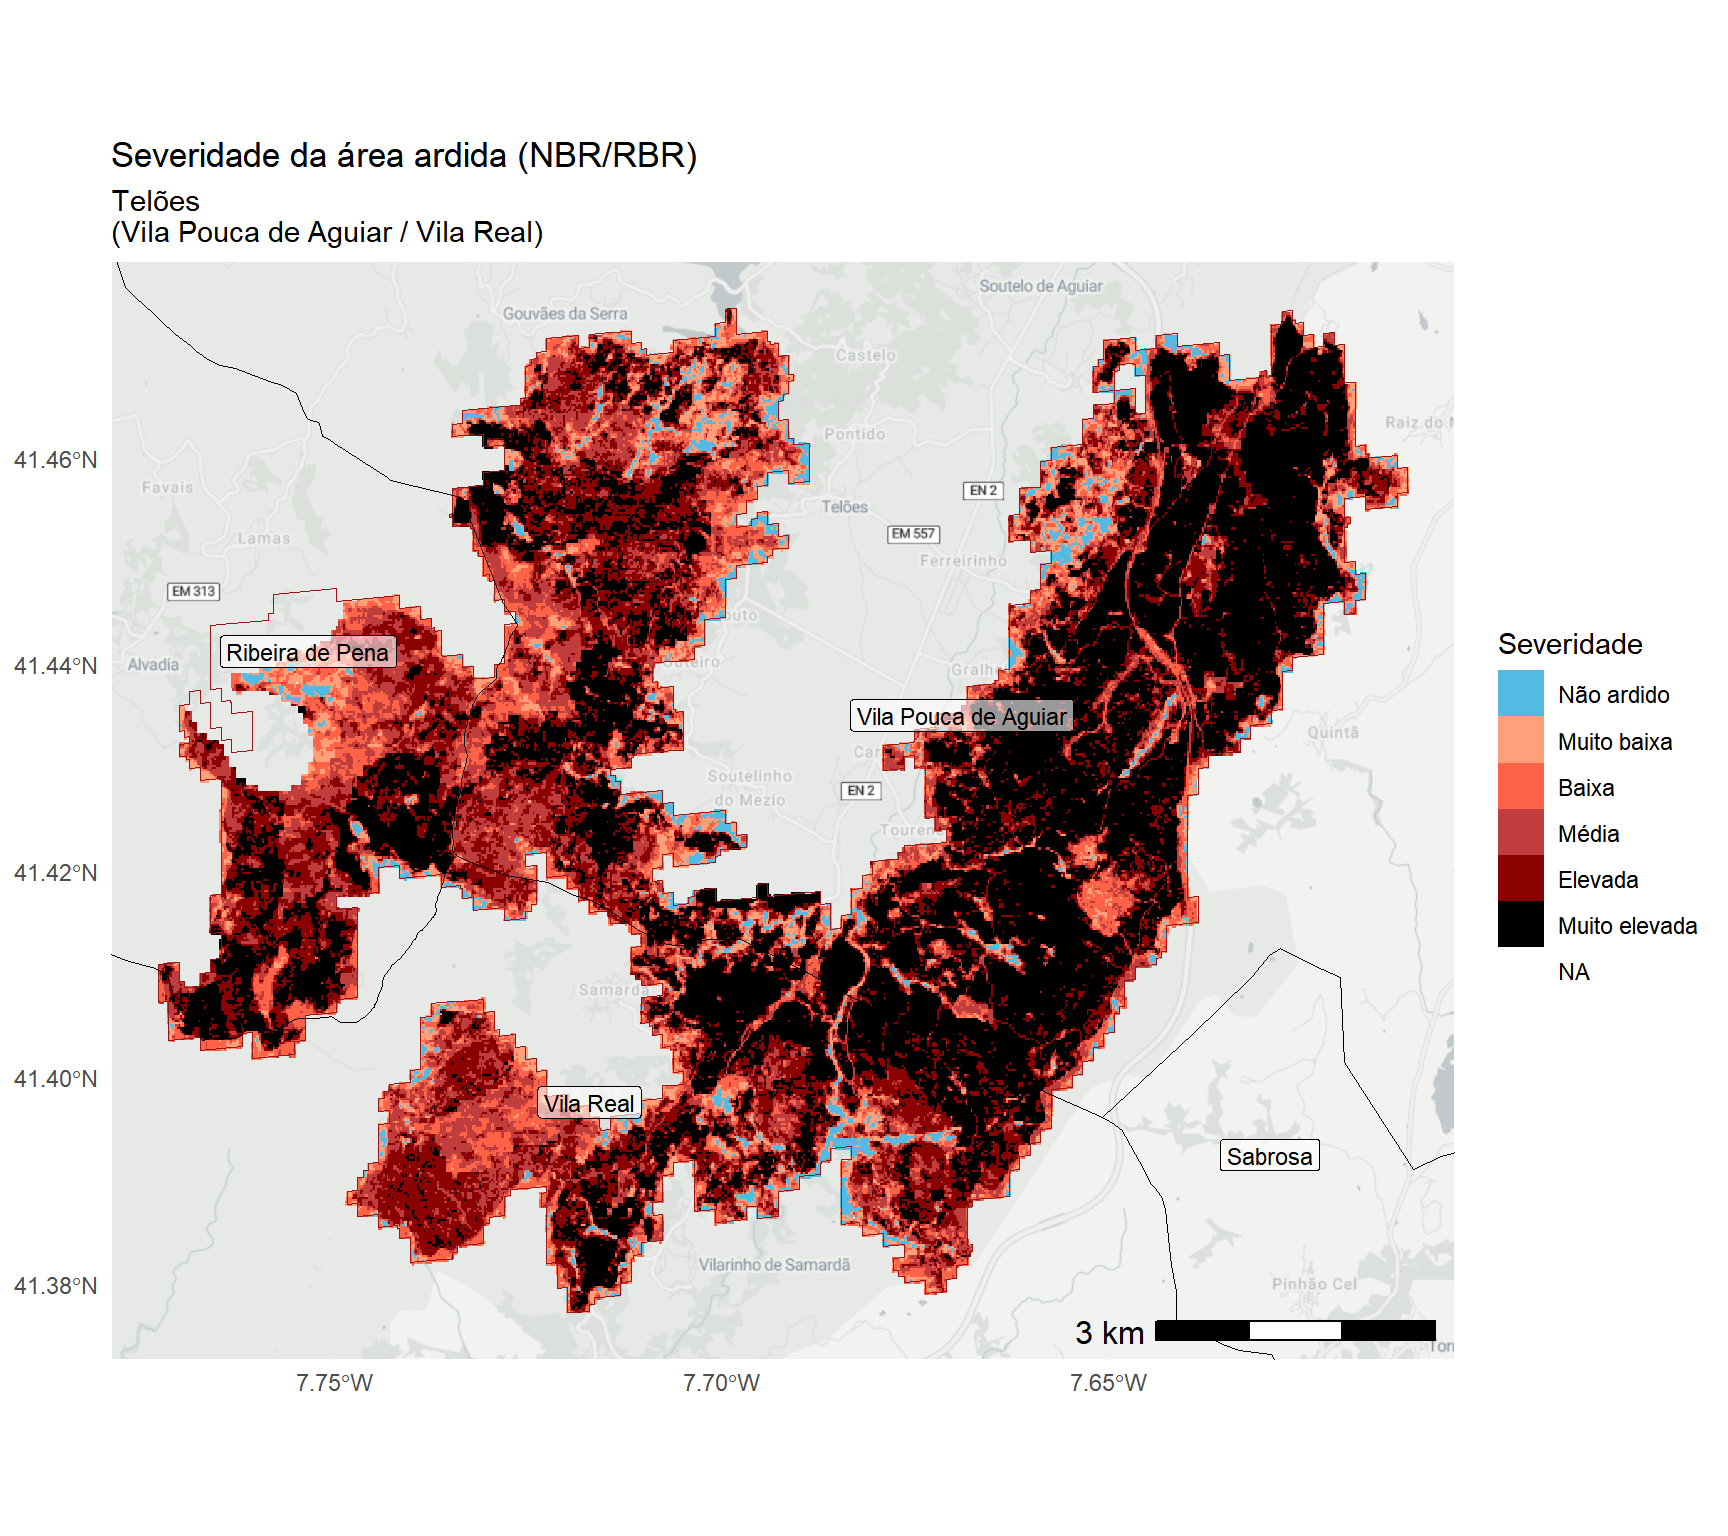 Severidade da área ardida (NBR/RBR)
Telões
(Vila Pouca de Aguiar / Vila Real)
Soutelo de Aguiar
Gouvães da Serra
Castelo
Raiz do
Pontido
41.46°N
Favais
EN 2
Telões
EM 557
Lamas
Ferreirinho
EM 313
Severidade
Ribeira de Pena
41.44°N
Alvadia
Não ardido
Vila Pouca de Aguiar
Quintã
Muito baixa
Soutelinho
do Mezio
EN 2
Baixa
Média
41.42°N
Elevada
Muito elevada
NA
Samardã
41.40°N
Vila Real
Sabrosa
Vilarinho de Samardã
41.38°N
Pinhão Cel
3 km
7.75°W
7.70°W
7.65°W